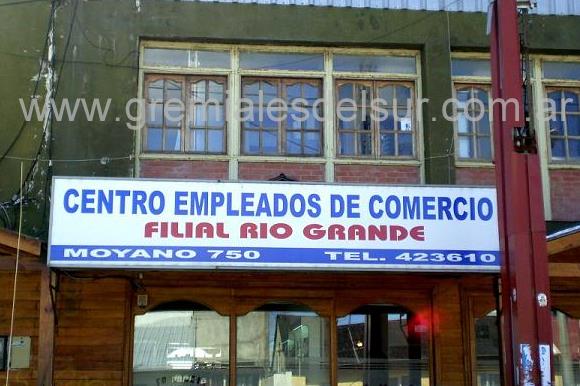 www.gremialesdelsur.com.ar
CENTRO EMPLEADOS DE COMERCIO
FILIAL RIO GRANDE
MOYANO 750 TEL. 423610